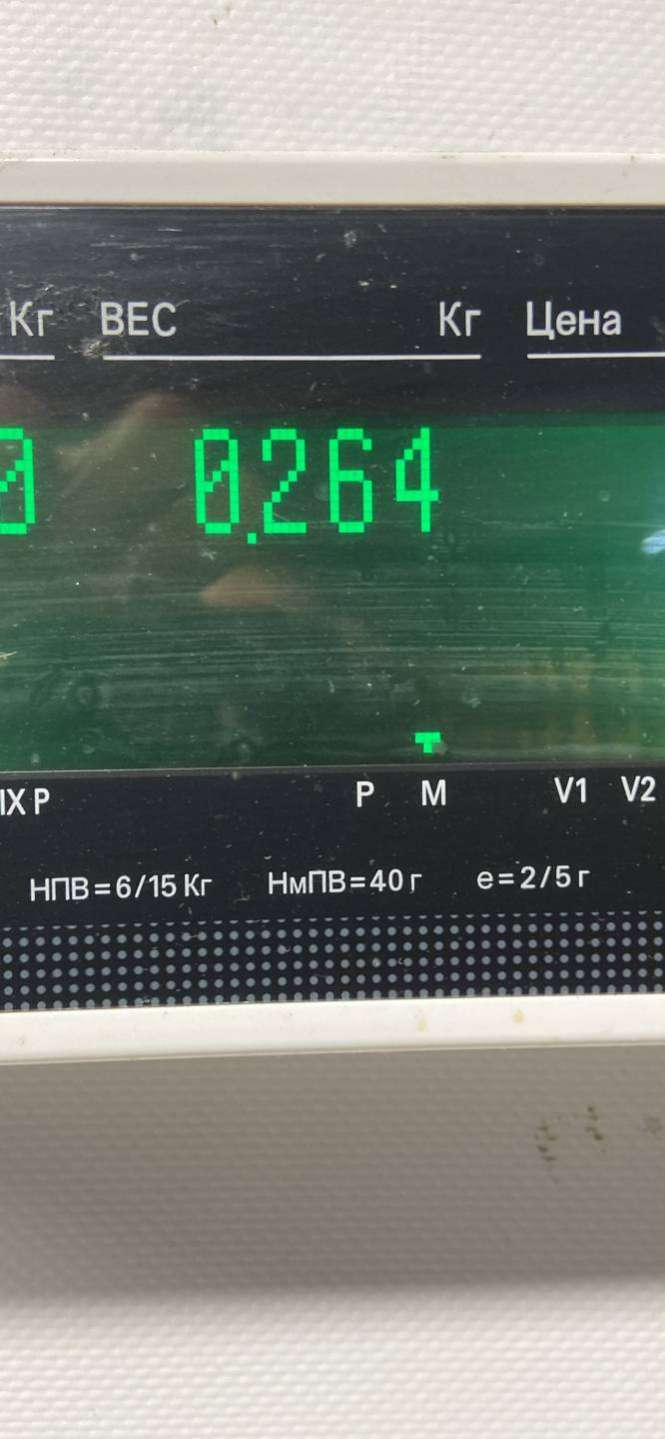 Кг ВЕС Кг Цена
0 0.264
IX P P M V1 V2
НПВ=6/15 Кг НмПВ=40 г e=2/5 г